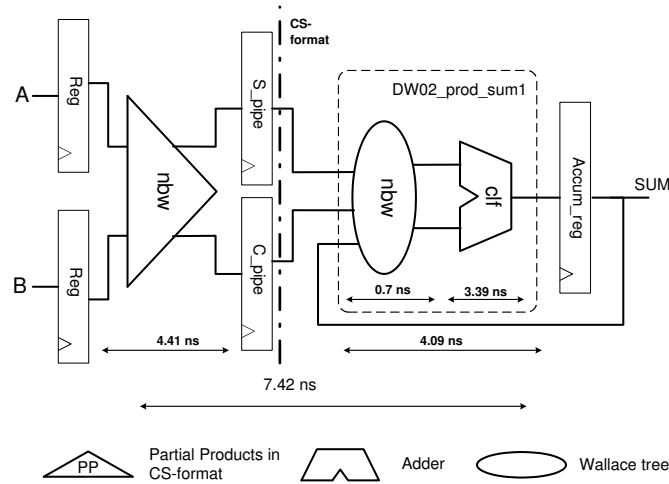 CS-
format
A
Reg
B
Reg
nbw
S_pipe
C_pipe
DW02_prod_sum1
nbw
clf
Accum_reg
SUM
0.7 ns
3.39 ns
4.41 ns
4.09 ns
7.42 ns
PP
Partial Products in
CS-format
Adder
Wallace tree